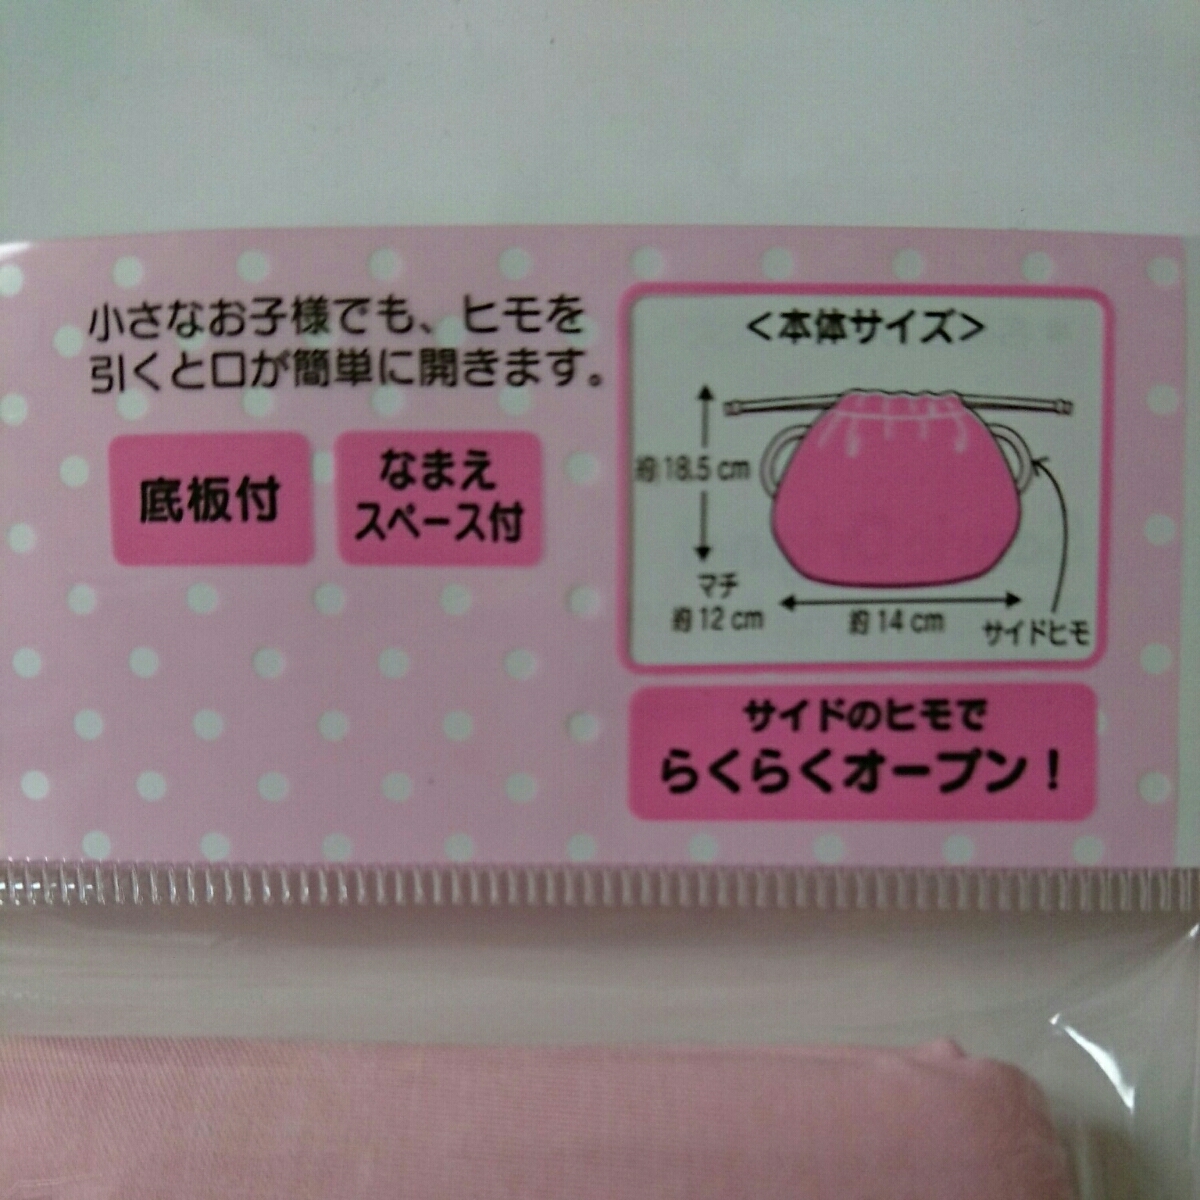 小さなお子様でも、ヒモを
引くと口が簡単に開きます。
底板付
なまえ
スペース付
＜本体サイズ＞
約18.5 cm
マチ
約12 cm
約14 cm
サイドヒモ
サイドのヒモで
らくらくオープン！